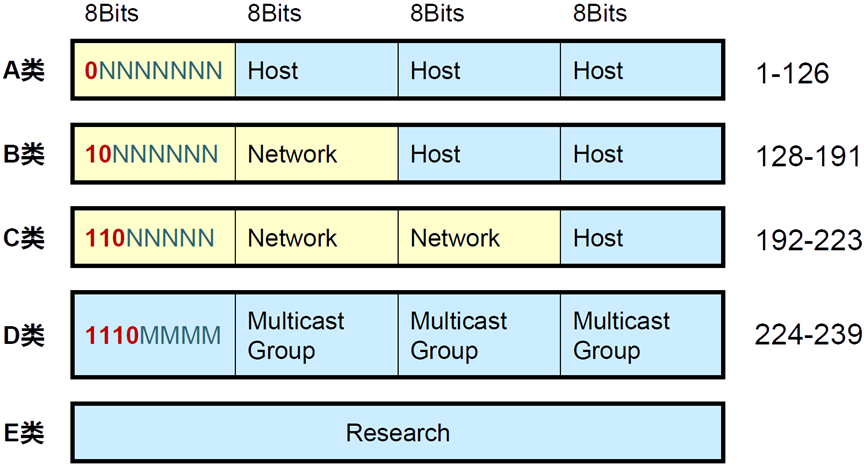 8Bits 8Bits 8Bits 8Bits
A类 0NNNNNNN Host Host Host 1-126
B类 10NNNNNN Network Host Host 128-191
C类 110NNNNN Network Network Host 192-223
D类 1110MMMM Multicast Group Multicast Group Multicast Group 224-239
E类 Research